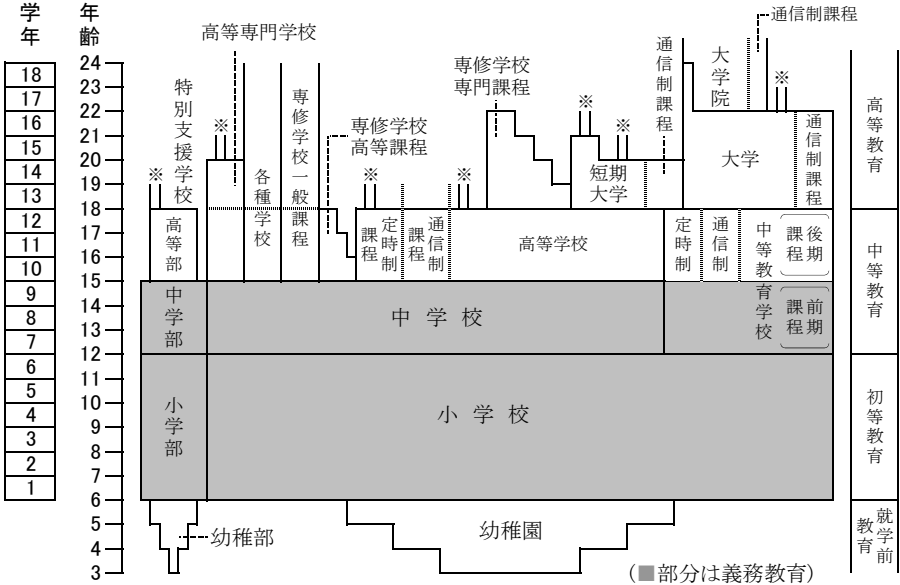 学年
年齢
18
17
16
15
14
13
12
11
10
9
8
7
6
5
4
3
2
1
24
23
22
21
20
19
18
17
16
15
14
13
12
11
10
9
8
7
6
5
4
3
特別支援学校
※
※
高等専門学校
各種学校
専修学校一般課程
専修学校
高等課程
※
※
専修学校
専門課程
※
※
短期
大学
通信制課程
大学院
通信制課程
※
大学
通信制課程
高等部
定時制
課程
通信制
課程
高等学校
定時制
通信制
中等教育学校
後期
課程
前期
課程
中学部
中学校
小学部
小学校
幼稚部
幼稚園
高等教育
中等教育
初等教育
就学前
教育
（■部分は義務教育）